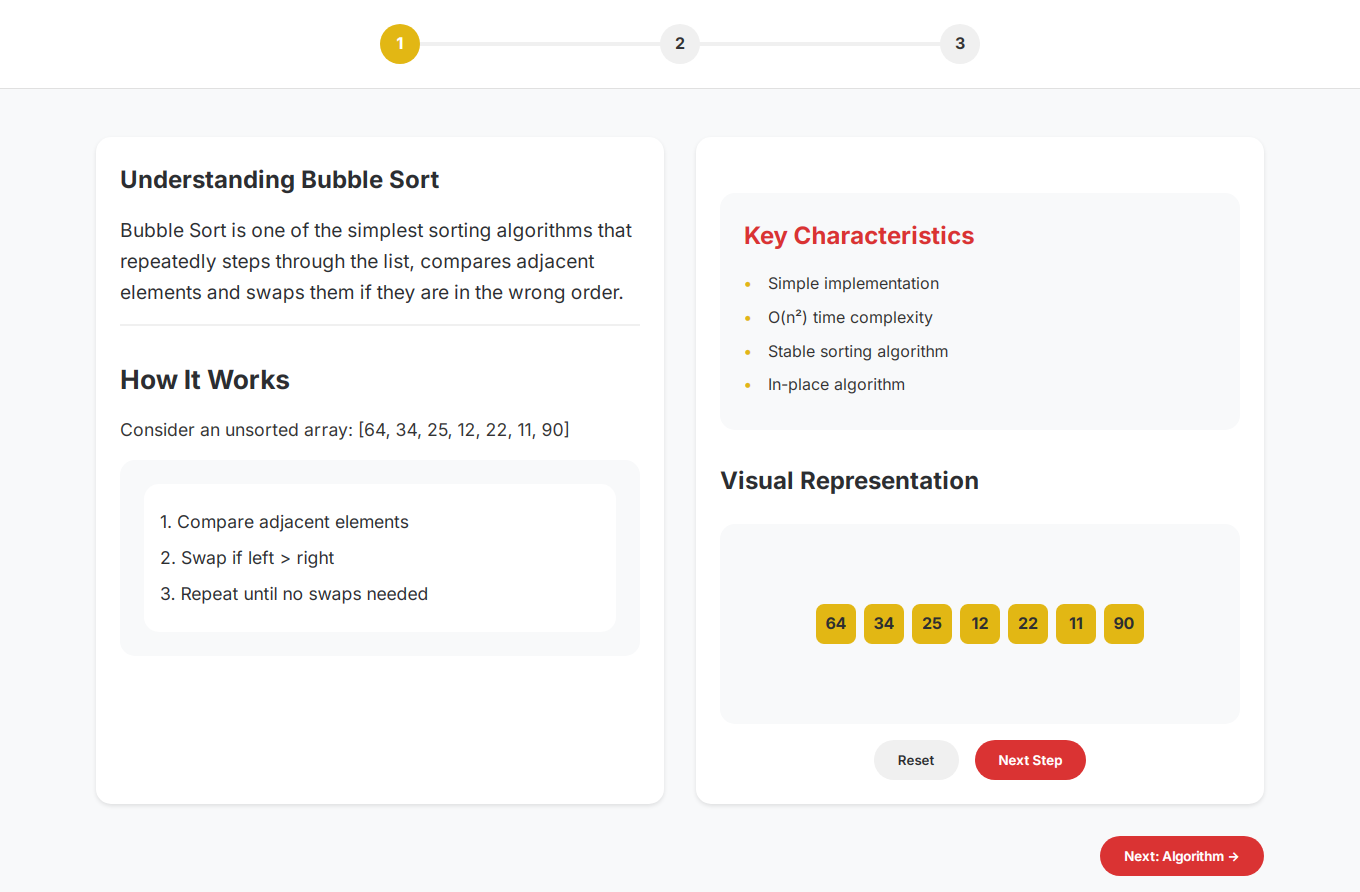 1
2
3
Understanding Bubble Sort
Bubble Sort is one of the simplest sorting algorithms that
repeatedly steps through the list, compares adjacent
elements and swaps them if they are in the wrong order.
How It Works
Consider an unsorted array: [64, 34, 25, 12, 22, 11, 90]
1. Compare adjacent elements
2. Swap if left > right
3. Repeat until no swaps needed
Key Characteristics
• Simple implementation
• O(n²) time complexity
• Stable sorting algorithm
• In-place algorithm
Visual Representation
64 34 25 12 22 11 90
Reset
Next Step
Next: Algorithm →